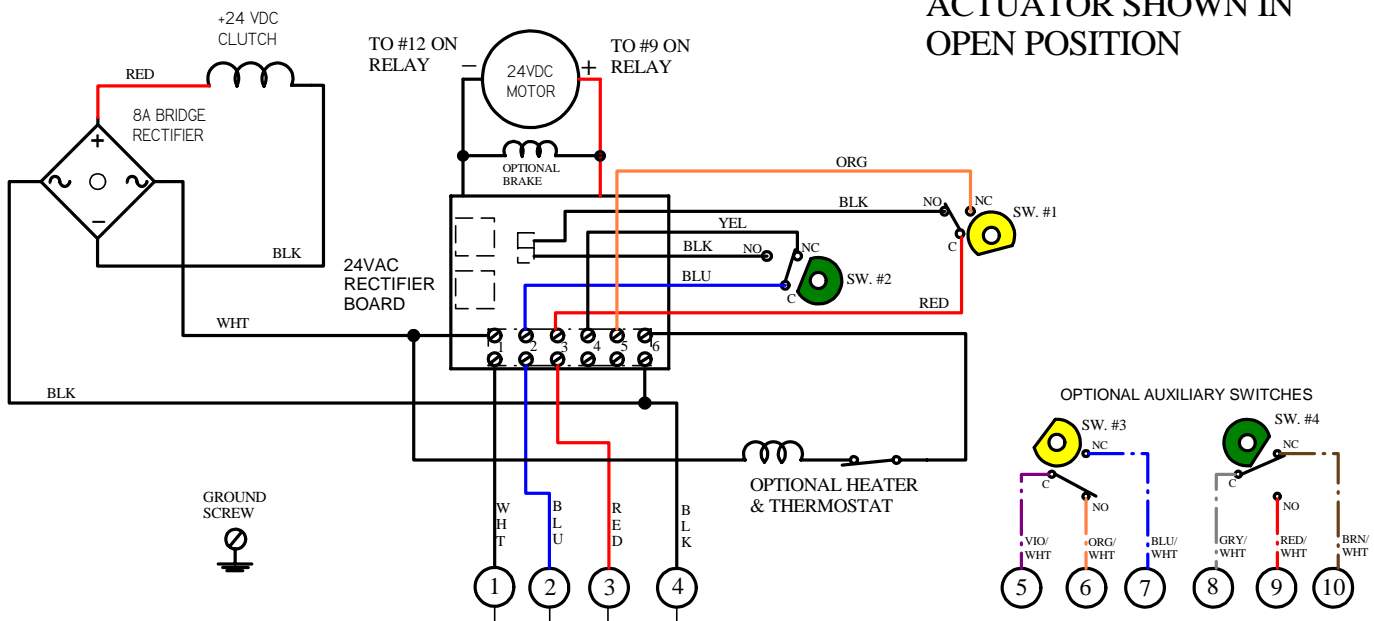 ACTUATOR SHOWN IN
OPEN POSITION
+24 VDC
CLUTCH
RED
8A BRIDGE
RECTIFIER
+
−
BLK
WHT
BLK
TO #12 ON
RELAY
−
24VDC
MOTOR
+
TO #9 ON
RELAY
OPTIONAL
BRAKE
24VAC
RECTIFIER
BOARD
ORG
BLK
NO
NC
C
SW. #1
YEL
BLK
NO
NC
BLU
C
SW. #2
RED
1
2
3
4
5
6
OPTIONAL HEATER
& THERMOSTAT
GROUND
SCREW
WHT
BLU
RED
BLK
1
2
3
4
OPTIONAL AUXILIARY SWITCHES
SW. #3
NC
C
NO
VIO/
WHT
ORG/
WHT
BLU/
WHT
5
6
7
SW. #4
NC
C
NO
GRY/
WHT
RED/
WHT
BRN/
WHT
8
9
10